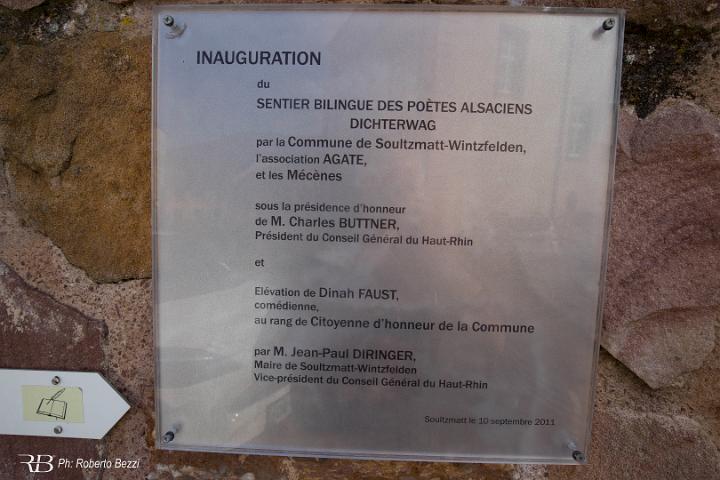 INAUGURATION
du
SENTIER BILINGUE DES POÈTES ALSACIENS
DICHTERWAG
par la Commune de Soultzmatt-Wintzfelden,
l'association AGATE,
et les Mécènes
sous la présidence d'honneur
de M. Charles BUTTNER,
Président du Conseil Général du Haut-Rhin
et
Elévation de Dinah FAUST,
comédienne,
au rang de Citoyenne d'honneur de la Commune
par M. Jean-Paul DIRINGER,
Maire de Soultzmatt-Wintzfelden
Vice-président du Conseil Général du Haut-Rhin
Soultzmatt le 10 septembre 2011
RB Ph: Roberto Bezzi